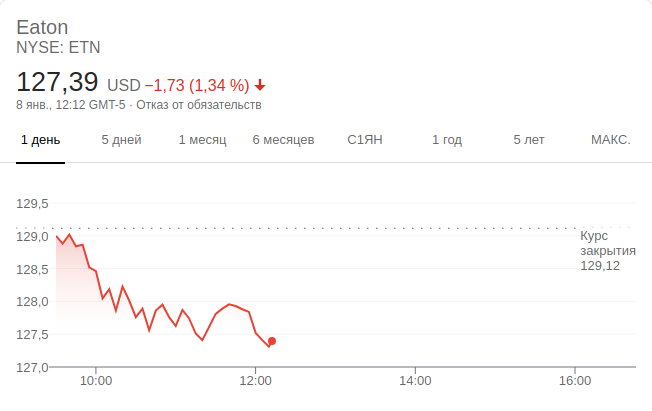 Eaton
NYSE: ETN
127,39 USD −1,73 (1,34 %)
8 янв., 12:12 GMT-5 · Отказ от обязательств
1 день 5 дней 1 месяц 6 месяцев С1ЯН 1 год 5 лет МАКС.
129,5
129,0
128,5
128,0
127,5
127,0
Курс
закрытия
129,12
10:00 12:00 14:00 16:00